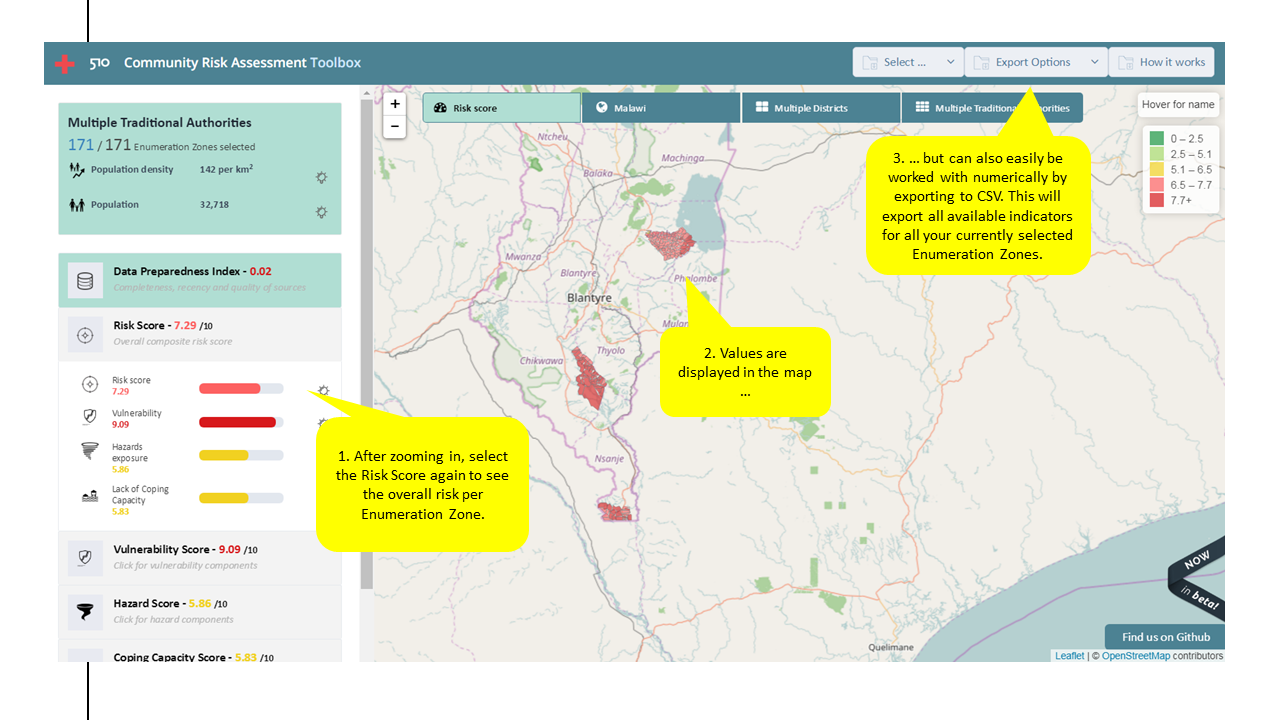 510 Community Risk Assessment Toolbox
Select ...
Export Options
How it works
Multiple Traditional Authorities
171 / 171 Enumeration Zones selected
Population density 142 per km²
Population 32,718
Data Preparedness Index - 0.02
Completeness, recency and quality of sources
Risk Score - 7.29 /10
Overall composite risk score
Risk score
7.29
Vulnerability
9.09
Hazards
exposure
5.86
Lack of Coping
Capacity
5.83
Vulnerability Score - 9.09 /10
Click for vulnerability components
Hazard Score - 5.86 /10
Click for hazard components
Coping Capacity Score - 5.83 /10
+
−
Risk score
Malawi
Multiple Districts
Multiple Traditional Authorities
Hover for name
0 – 2.5
2.5 – 5.1
5.1 – 6.5
6.5 – 7.7
7.7+
Ntcheu
Machinga
Balaka
Mwanza
Blantyre
Phalombe
Blantyre
Mulan
Thyolo
Chikwawa
Nsanje
Quelimane
1. After zooming in, select
the Risk Score again to see
the overall risk per
Enumeration Zone.
2. Values are
displayed in the map
...
3. ... but can also easily be
worked with numerically by
exporting to CSV. This will
export all available indicators
for all your currently selected
Enumeration Zones.
NOW
in beta!
Find us on Github
Leaflet | © OpenStreetMap contributors